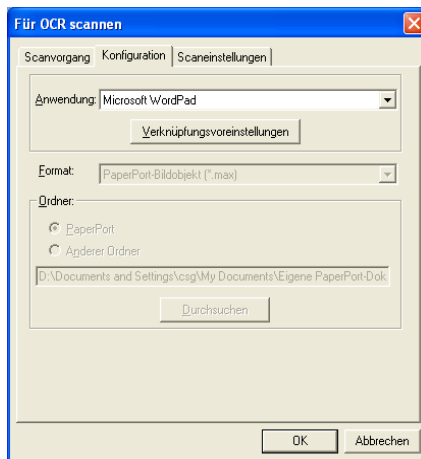 Für OCR scannen
Scanvorgang Konfiguration Scaneinstellungen
Anwendung: Microsoft WordPad
Verknüpfungsvoreinstellungen
Format: PaperPort-Bildobjekt (*.max)
Ordner:
PaperPort
Anderer Ordner
D:\Documents and Settings\csg\My Documents\Eigene PaperPort-Dok
Durchsuchen
OK Abbrechen